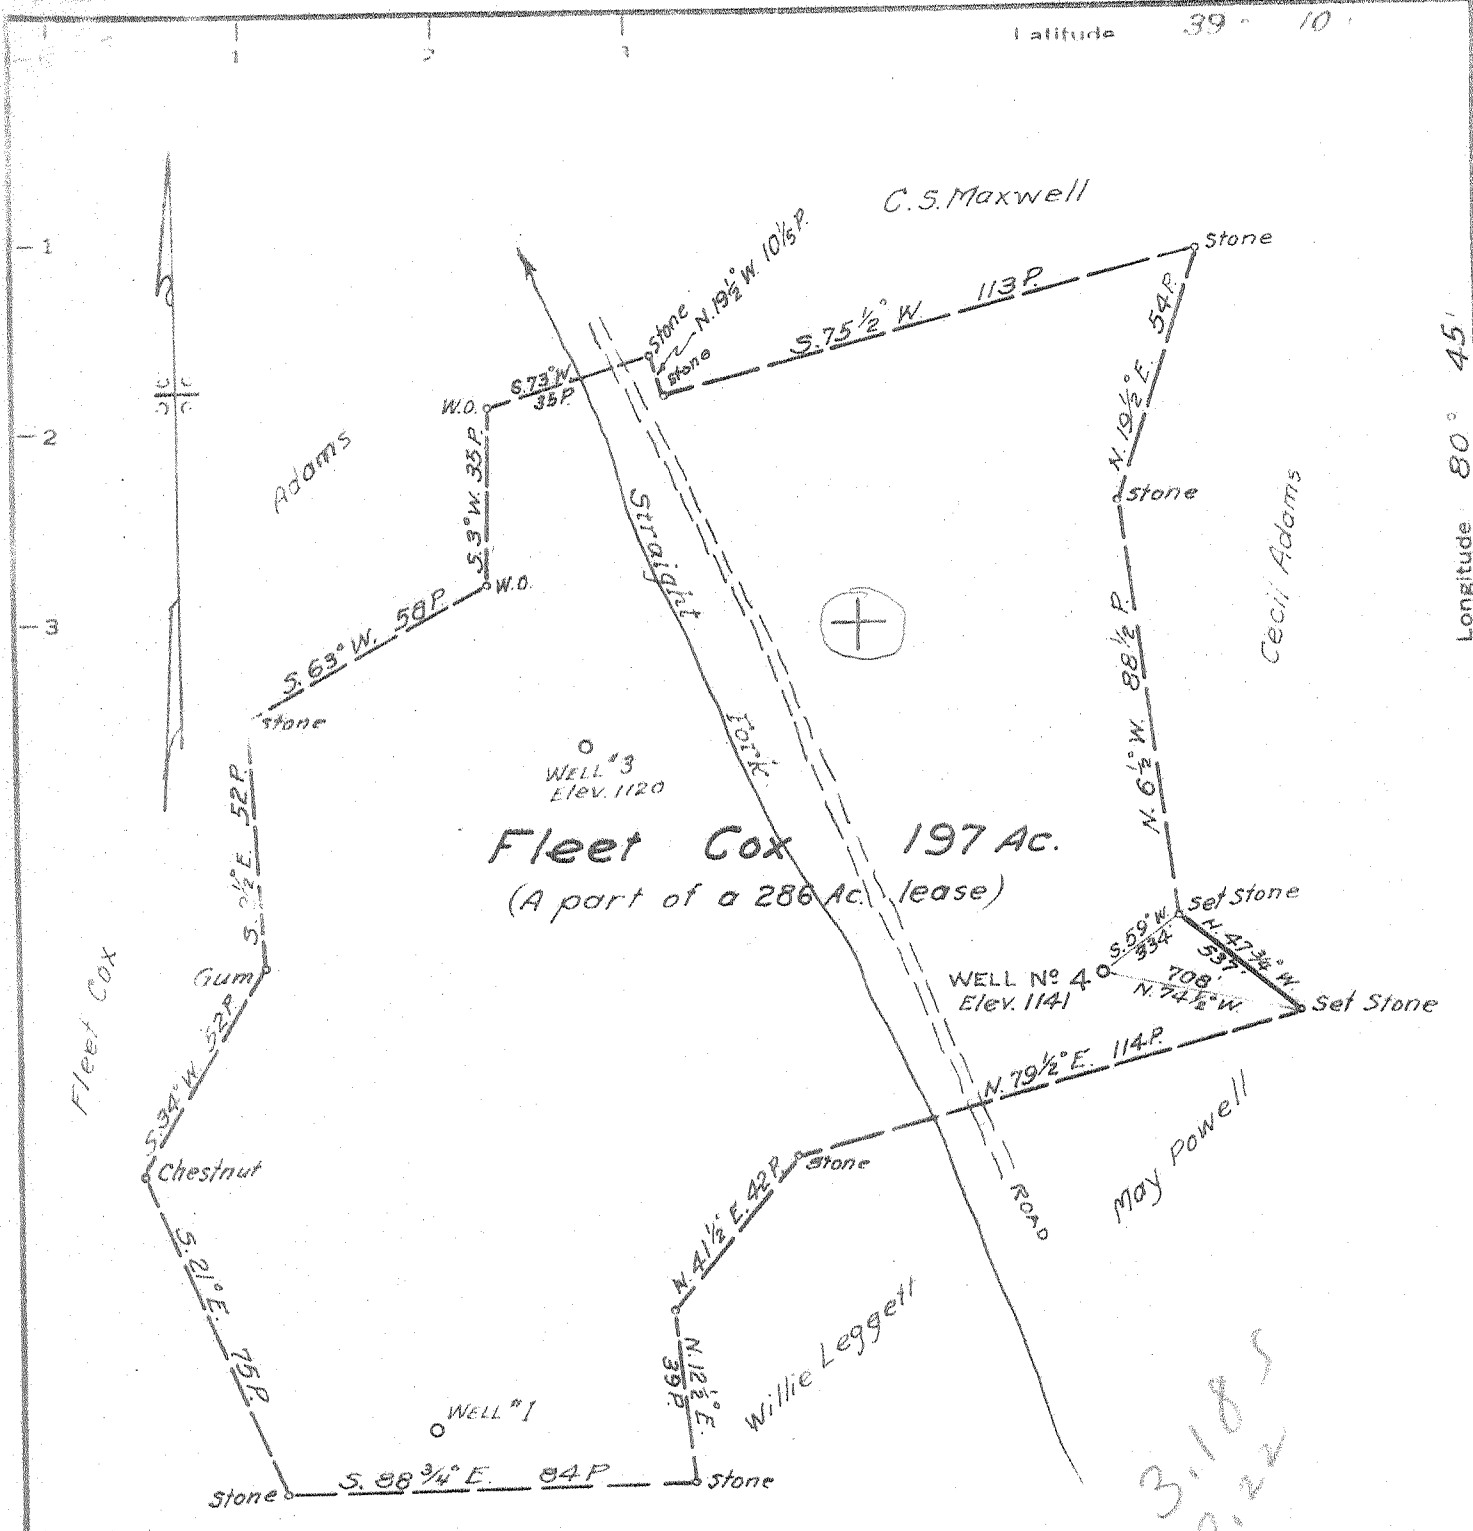 Latitude 39° 10'
1 2 3
C.S. Maxwell
-1
Stone
N. 19½° W. 10⅕ P.
Stone
113 P.
S. 75½° W.
54 P.
N. 19½° E.
Longitude 80° 45'
S. 73° W.
35 P.
Stone
W.O.
-2
Adams
S. 3° W. 35 P.
Stone
Straight
Cecil Adams
W.O.
-3
S. 63° W. 58 P.
N. 6½° W. 88½ P.
Stone
Fork
WELL #3
Elev. 1120
52 P.
Fleet Cox 197 Ac.
(A part of a 286 Ac. lease)
Set Stone
S. 59° W.
334'
N. 47¾° W.
537'
Gum
WELL No 4
Elev. 1141
708'
N. 74½° W.
Set Stone
Fleet Cox
S. 34° W. 52 P.
N. 79½° E. 114 P.
Chestnut
Stone
May Powell
N. 41½° E. 42 P.
ROAD
S. 21° E. 75 P.
Willie Leggett
N. 12½° E.
39 P.
WELL #1
S. 88¾° E. 84 P.
Stone
Stone
3.18 S